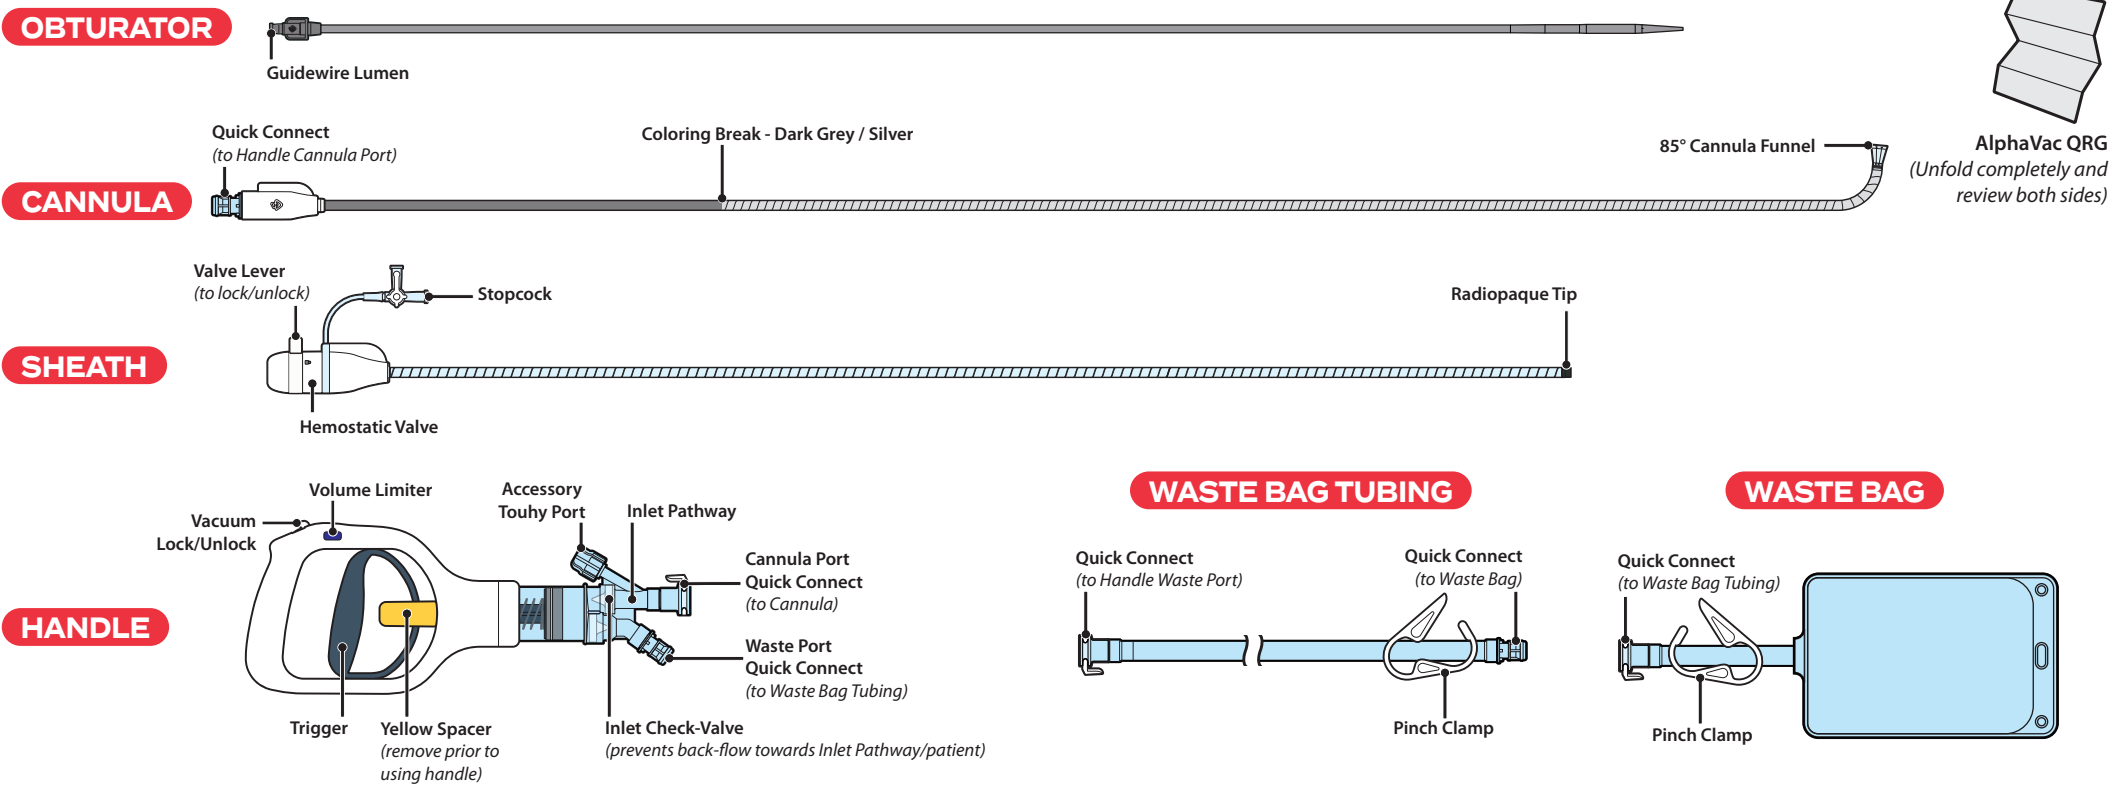 OBTURATOR
Guidewire Lumen
AlphaVac QRG
(Unfold completely and
review both sides)
Quick Connect
(to Handle Cannula Port)
Coloring Break - Dark Grey / Silver
85° Cannula Funnel
CANNULA
Valve Lever
(to lock/unlock)
Stopcock
Radiopaque Tip
SHEATH
Hemostatic Valve
Volume Limiter
Vacuum
Lock/Unlock
Accessory
Touhy Port
Inlet Pathway
Cannula Port
Quick Connect
(to Cannula)
Waste Port
Quick Connect
(to Waste Bag Tubing)
HANDLE
Trigger
Yellow Spacer
(remove prior to
using handle)
Inlet Check-Valve
(prevents back-flow towards Inlet Pathway/patient)
WASTE BAG TUBING
Quick Connect
(to Handle Waste Port)
Quick Connect
(to Waste Bag)
Pinch Clamp
WASTE BAG
Quick Connect
(to Waste Bag Tubing)
Pinch Clamp